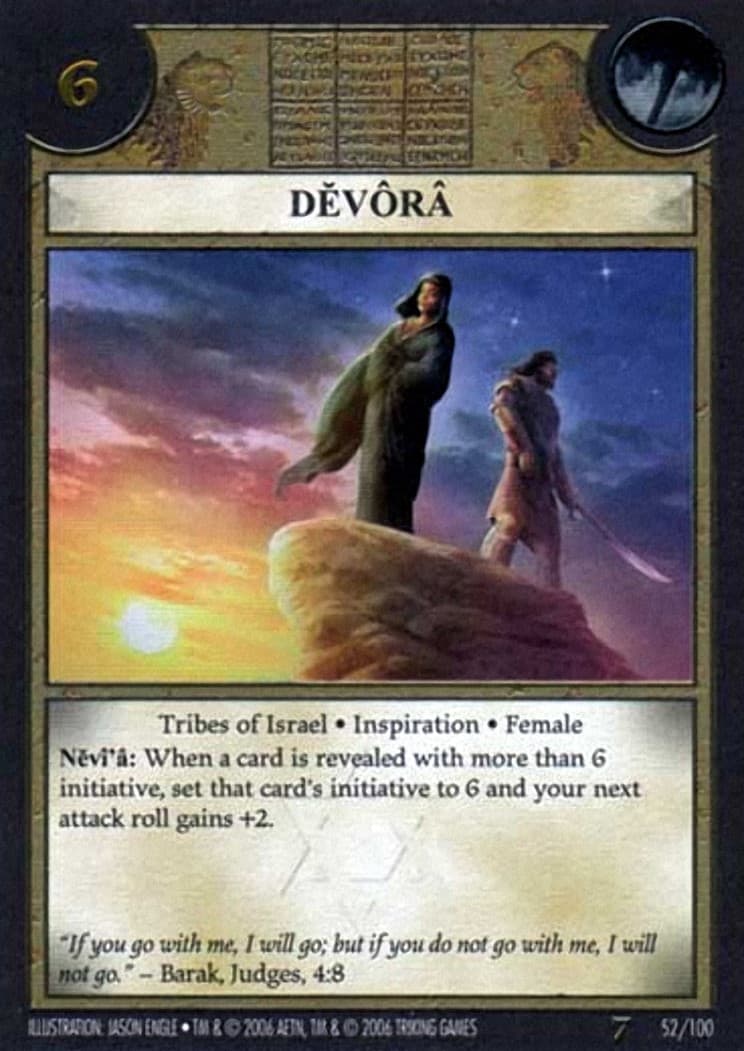 6
DĚVÔRÂ
Tribes of Israel • Inspiration • Female
Něvî'â: When a card is revealed with more than 6
initiative, set that card's initiative to 6 and your next
attack roll gains +2.
"If you go with me, I will go; but if you do not go with me, I will
not go." – Barak, Judges, 4:8
ILLUSTRATION: JASON ENGLE • TM & © 2006 AETN, TM & © 2006 TRIKING GAMES
7
52/100